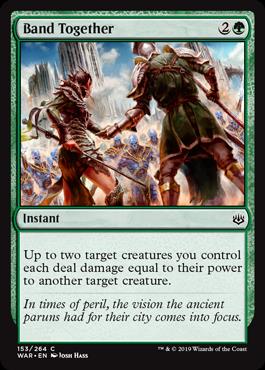 Band Together 2
Instant
Up to two target creatures you control
each deal damage equal to their power
to another target creature.
In times of peril, the vision the ancient
paruns had for their city comes into focus.
153/264 C
WAR • EN Josh Hass
™ & © 2019 Wizards of the Coast